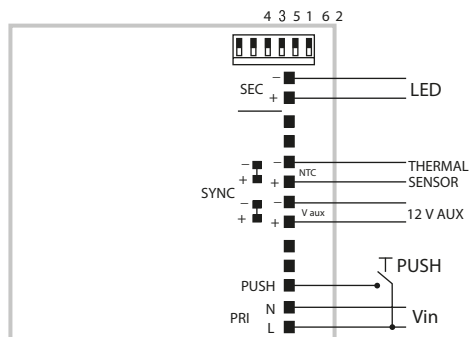 4 3 5 1 6 2
− LED
SEC
+
− THERMAL
− NTC
+ + SENSOR
SYNC
− − 12 V AUX
V aux
+ +
PUSH
PUSH
N
PRI Vin
L